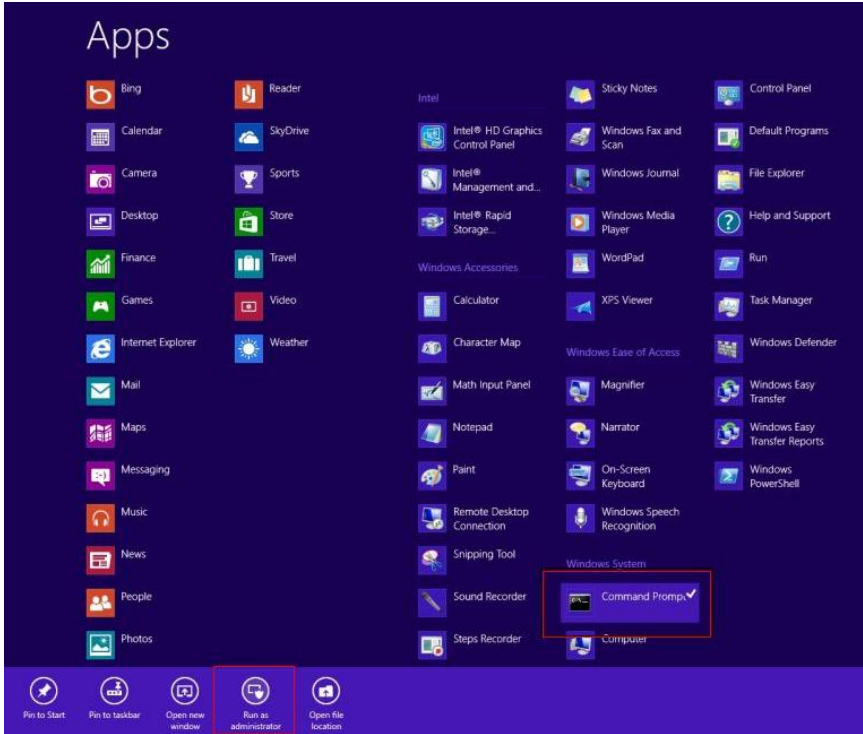 Apps
Bing
Calendar
Camera
Desktop
Finance
Games
Internet Explorer
Mail
Maps
Messaging
Music
News
People
Photos
Reader
SkyDrive
Sports
Store
Travel
Video
Weather
Intel
Intel® HD Graphics
Control Panel
Intel®
Management and...
Intel® Rapid
Storage...
Windows Accessories
Calculator
Character Map
Math Input Panel
Notepad
Paint
Remote Desktop
Connection
Snipping Tool
Sound Recorder
Steps Recorder
Sticky Notes
Windows Fax and
Scan
Windows Journal
Windows Media
Player
WordPad
XPS Viewer
Windows Ease of Access
Magnifier
Narrator
On-Screen
Keyboard
Windows Speech
Recognition
Windows System
Command Prompt
Computer
Control Panel
Default Programs
File Explorer
Help and Support
Run
Task Manager
Windows Defender
Windows Easy
Transfer
Windows Easy
Transfer Reports
Windows
PowerShell
Pin to Start
Pin to taskbar
Open new
window
Run as
administrator
Open file
location